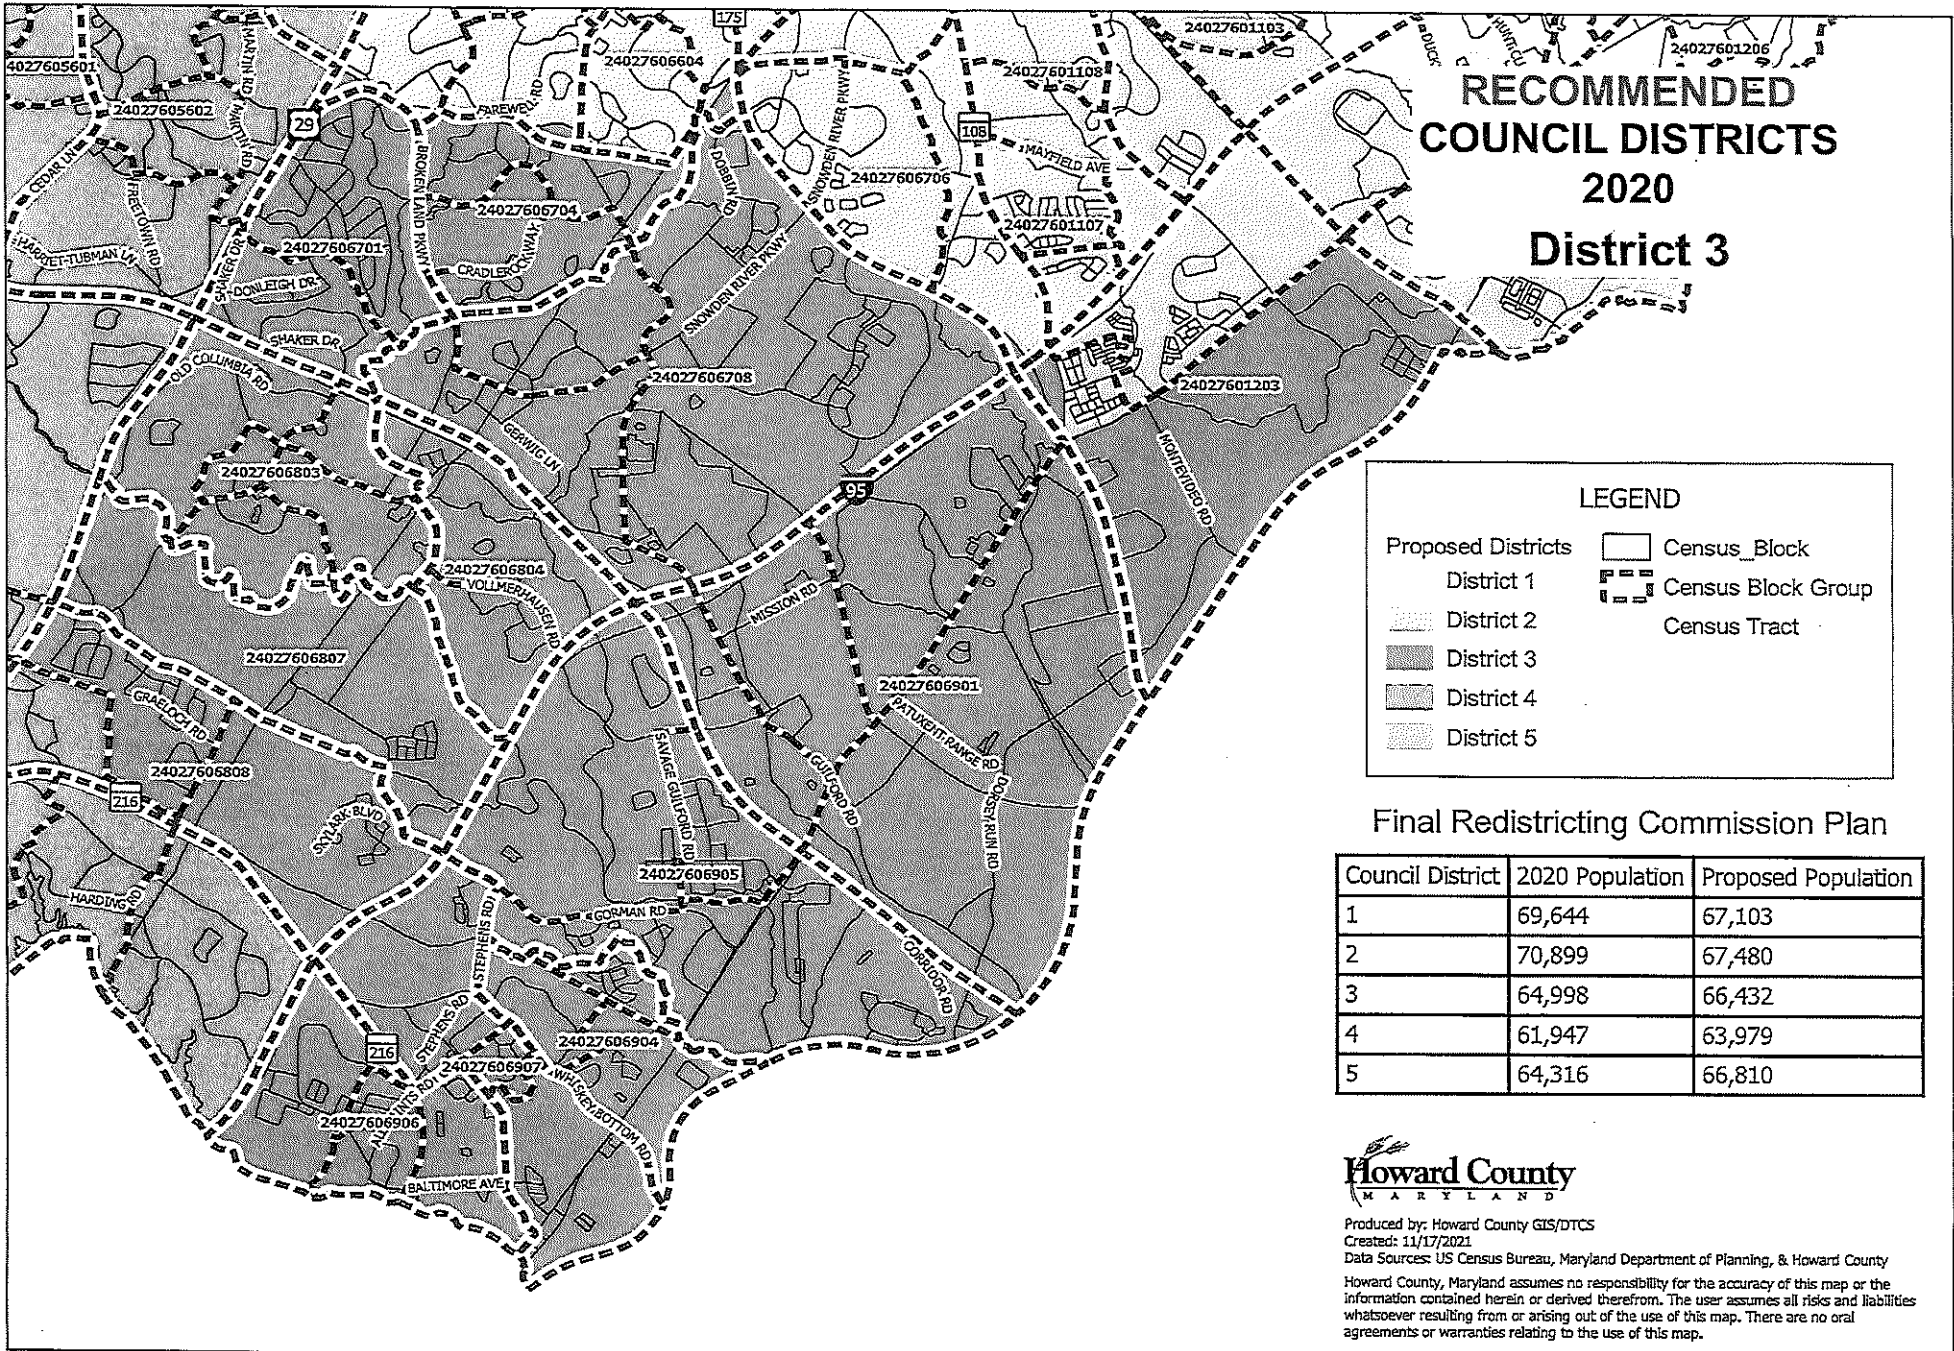 RECOMMENDED
COUNCIL DISTRICTS
2020
District 3
175
24027601103
DUCK
24027601206
24027605601
MARTIN RD
24027606604
24027601108
24027605602
MARTIN RD
29
FAREWELL RD
SNOWDEN RIVER PKWY
108
CEDAR LN
FREETOWN RD
BROKEN LAND PKWY
DOBBIN RD
24027606706
MAYFIELD AVE
24027606704
24027601107
HARRIET-TUBMAN LN
SHAKER DR
24027606701
CRADLEROCK WAY
DONLEIGH DR
SNOWDEN RIVER PKWY
SHAKER DR
OLD COLUMBIA RD
24027606708
24027601203
GERWIG LN
MONTEVIDEO RD
24027606803
95
24027606804
VOLLMERHAUSEN RD
MISSION RD
24027606807
24027606901
GRAELOCH RD
PATUXENT RANGE RD
SAVAGE GUILFORD RD
GUILFORD RD
DORSEY RUN RD
24027606808
216
SKYLARK BLVD
24027606905
HARDING RD
GORMAN RD
STEPHENS RD
CORRIDOR RD
STEPHENS RD
216
24027606904
24027606907
WHISKEY BOTTOM RD
24027606906
BALTIMORE AVE
LEGEND
Proposed Districts
District 1
District 2
District 3
District 4
District 5
Census_Block
Census Block Group
Census Tract
Final Redistricting Commission Plan
Council District 2020 Population Proposed Population
1 69,644 67,103
2 70,899 67,480
3 64,998 66,432
4 61,947 63,979
5 64,316 66,810
Howard County
MARYLAND
Produced by: Howard County GIS/DTCS
Created: 11/17/2021
Data Sources: US Census Bureau, Maryland Department of Planning, & Howard County
Howard County, Maryland assumes no responsibility for the accuracy of this map or the
information contained herein or derived therefrom. The user assumes all risks and liabilities
whatsoever resulting from or arising out of the use of this map. There are no oral
agreements or warranties relating to the use of this map.